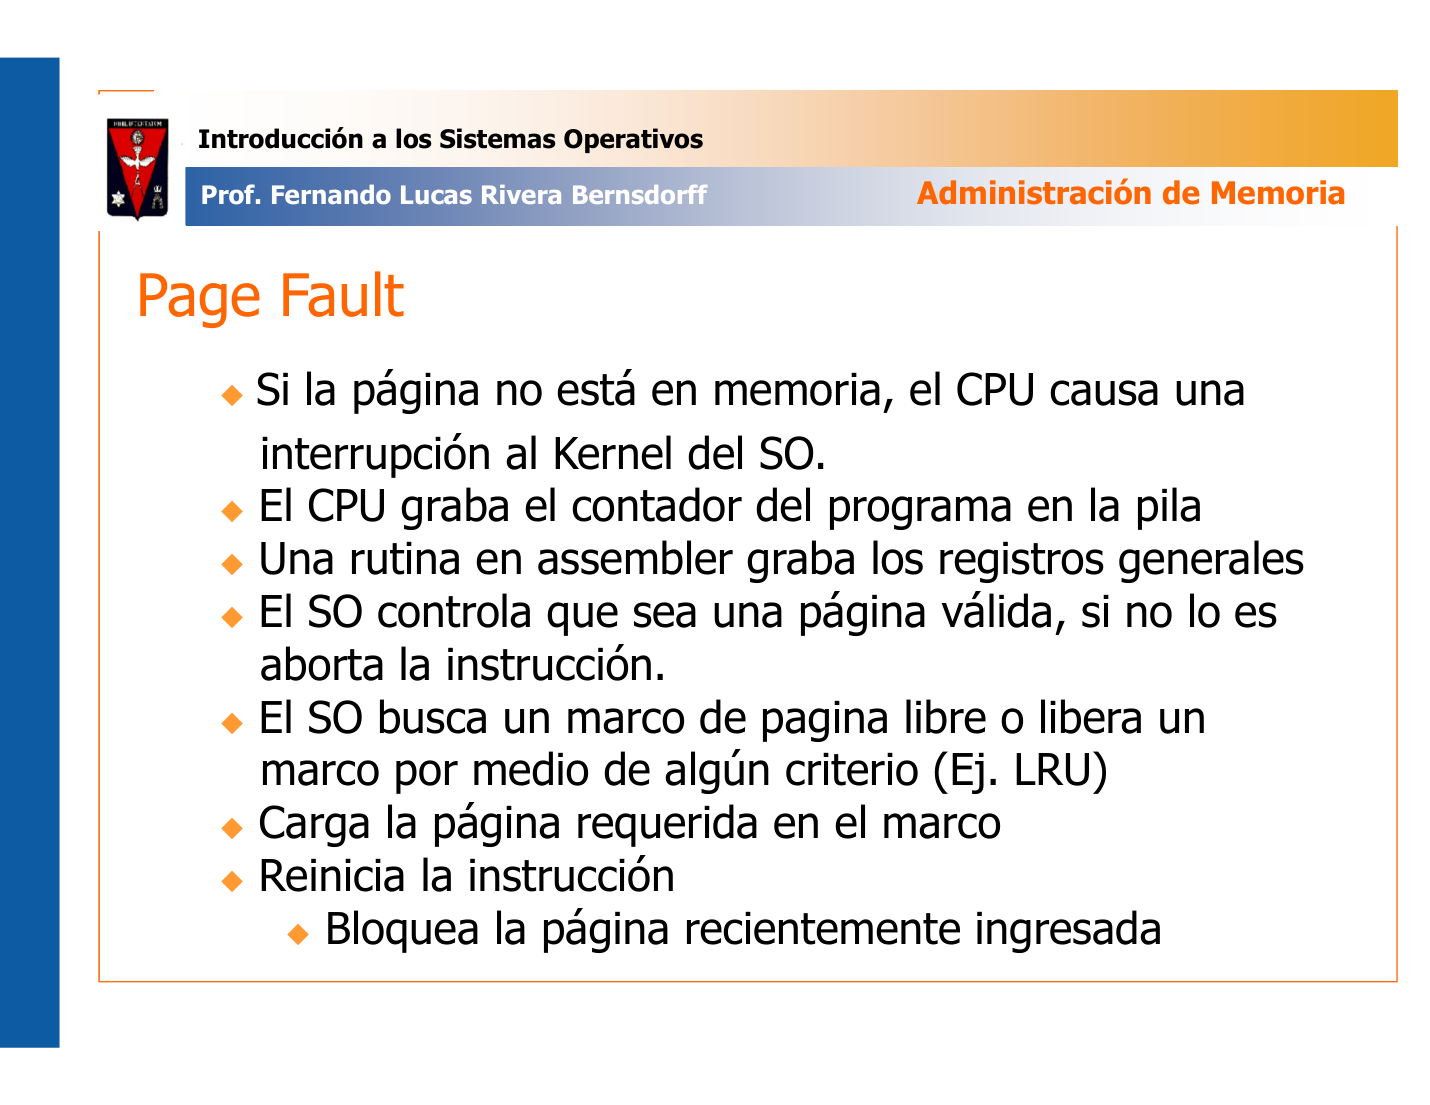 Introducción a los Sistemas Operativos
Prof. Fernando Lucas Rivera Bernsdorff
Administración de Memoria
Page Fault
Si la página no está en memoria, el CPU causa una
interrupción al Kernel del SO.
El CPU graba el contador del programa en la pila
Una rutina en assembler graba los registros generales
El SO controla que sea una página válida, si no lo es
aborta la instrucción.
El SO busca un marco de pagina libre o libera un
marco por medio de algún criterio (Ej. LRU)
Carga la página requerida en el marco
Reinicia la instrucción
Bloquea la página recientemente ingresada